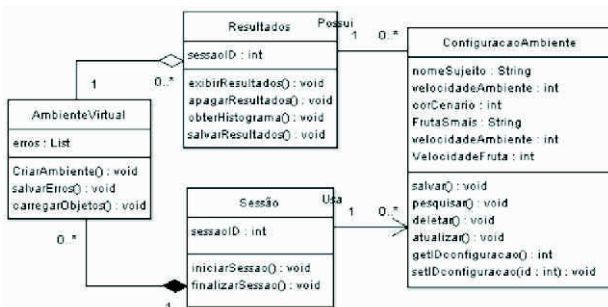 Resultados
sessaoID : int
exibirResultados() : void
apagarResultados() : void
obterHistograma() : void
salvarResultados() : void
Possui
1
0..*
ConfiguracaoAmbiente
nomeSujeito : String
velocidadeAmbiente : int
corCenario : int
FrutaSmais : String
velocidadeAmbiente : int
VelocidadeFruta : int
salvar() : void
pesquisar() : void
deletar() : void
atualizar() : void
getIDconfiguracao() : int
setIDconfiguracao(id : int) : void
1
0..*
AmbienteVirtual
erros : List
CriarAmbiente() : void
salvarErros() : void
carregarObjetos() : void
0..*
1
Sessão
sessaoID : int
iniciarSessao() : void
finalizarSessao() : void
Usa
1
0..*